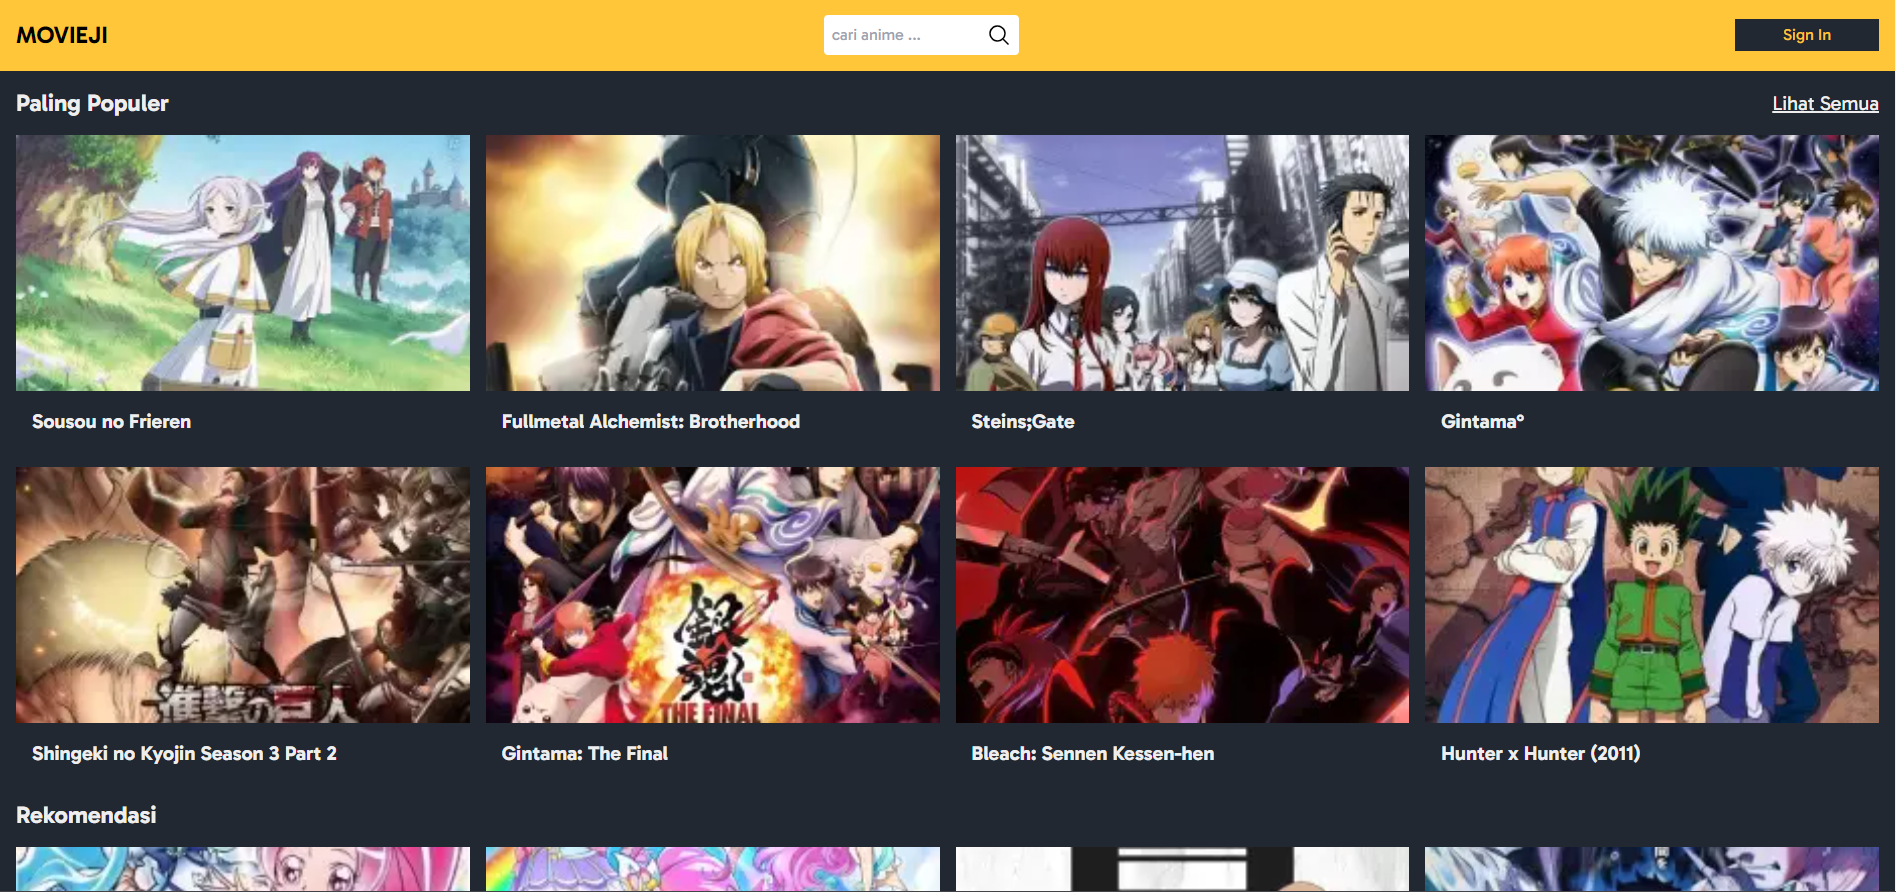 MOVIEJI
cari anime ...
Sign In
Paling Populer
Lihat Semua
Sousou no Frieren
Fullmetal Alchemist: Brotherhood
Steins;Gate
Gintama°
進撃の巨人
銀魂
THE FINAL
Shingeki no Kyojin Season 3 Part 2
Gintama: The Final
Bleach: Sennen Kessen-hen
Hunter x Hunter (2011)
Rekomendasi